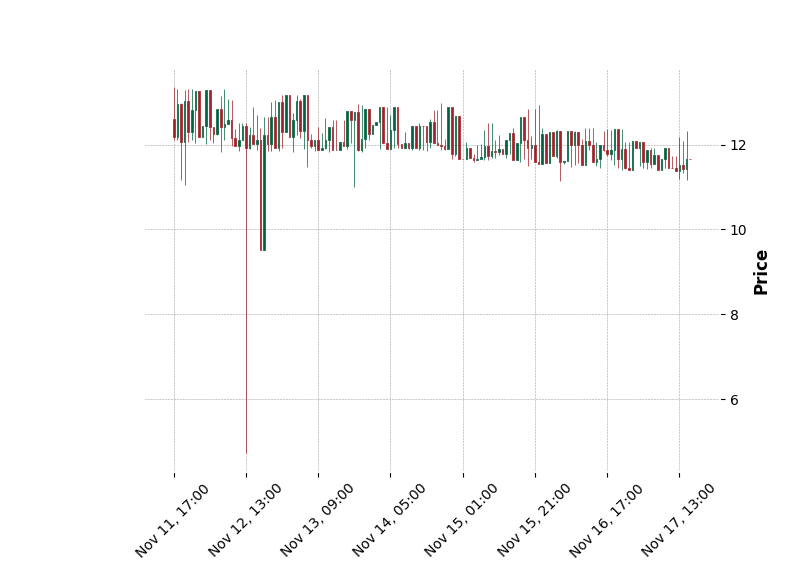 12
10
8
6
Price
Nov 11, 17:00
Nov 12, 13:00
Nov 13, 09:00
Nov 14, 05:00
Nov 15, 01:00
Nov 15, 21:00
Nov 16, 17:00
Nov 17, 13:00